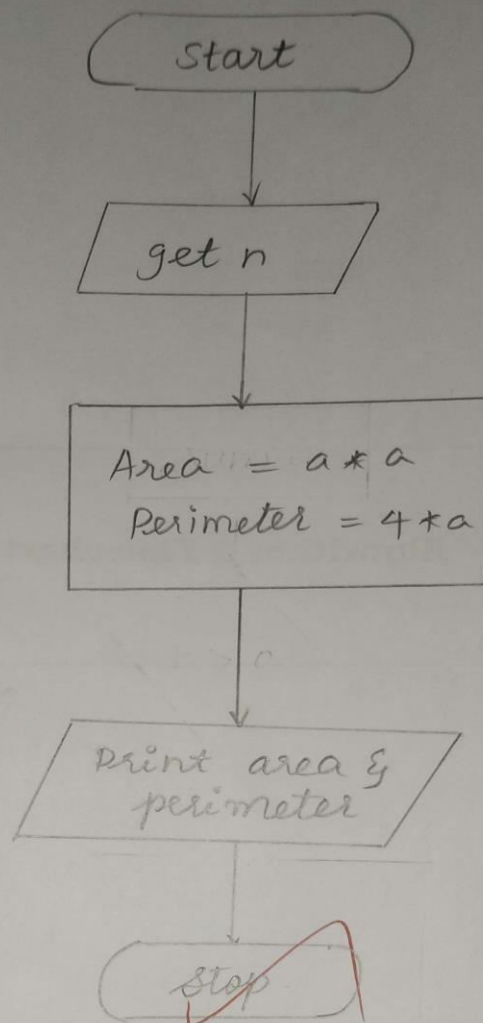 Start
get n
Area = a * a
Perimeter = 4 * a
Print area &
perimeter
Stop